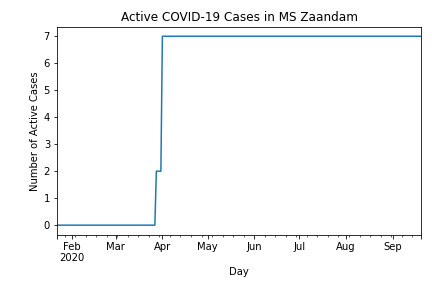 Active COVID-19 Cases in MS Zaandam
7
6
5
4
3
2
1
0
Number of Active Cases
Feb Mar Apr May Jun Jul Aug Sep
2020
Day